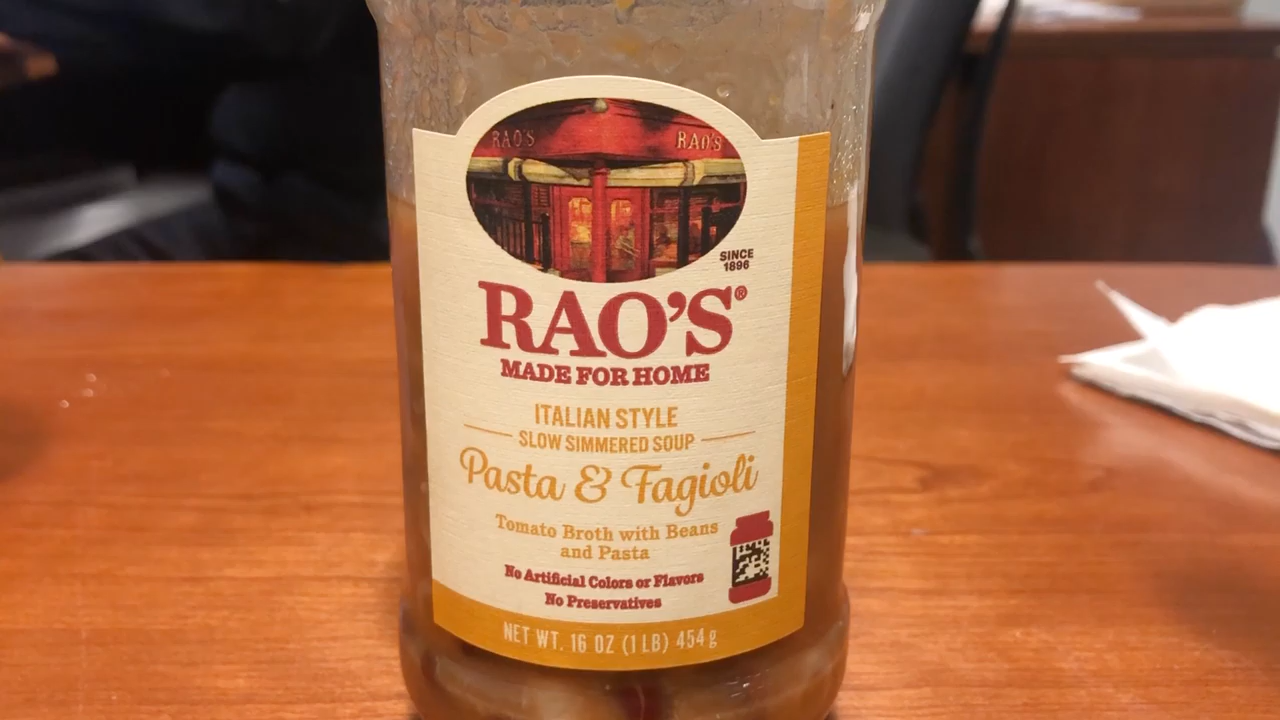 RAO'S RAO'S
SINCE
1896
RAO'S®
MADE FOR HOME
ITALIAN STYLE
SLOW SIMMERED SOUP
Pasta & Fagioli
Tomato Broth with Beans
and Pasta
No Artificial Colors or Flavors
No Preservatives
NET WT. 16 OZ (1 LB) 454 g